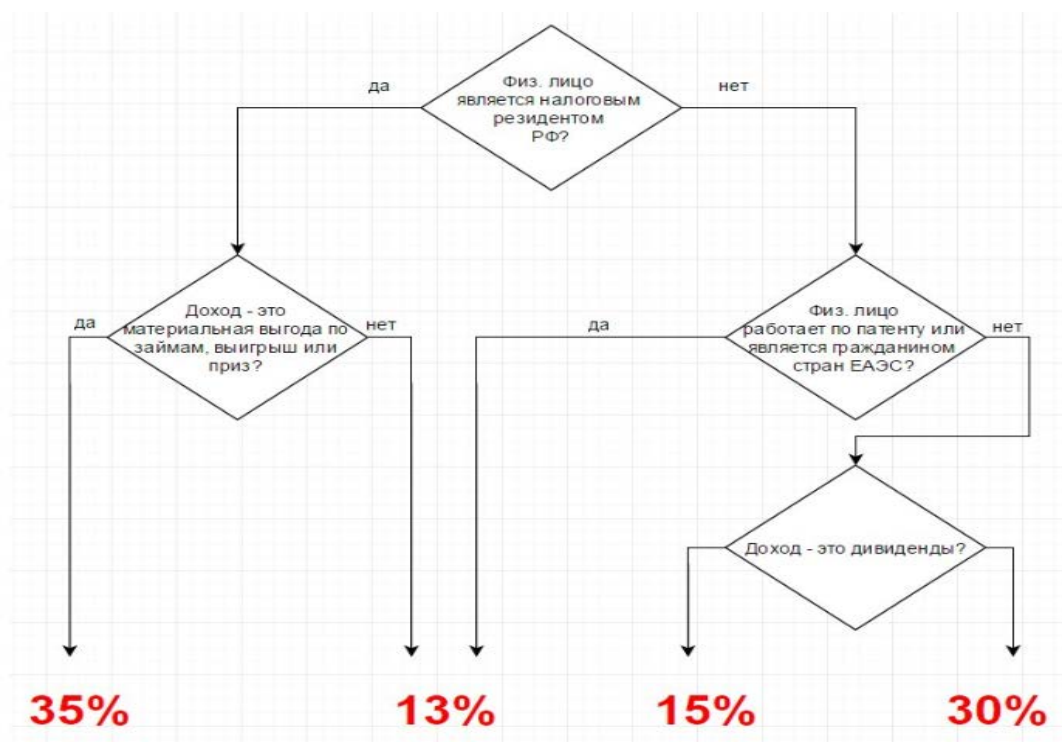 Физ. лицо
является налоговым
резидентом
РФ?
да
нет
Доход - это
материальная выгода по
займам, выигрыш или
приз?
да
нет
Физ. лицо
работает по патенту или
является гражданином
стран ЕАЭС?
да
нет
Доход - это дивиденды?
35%
13%
15%
30%